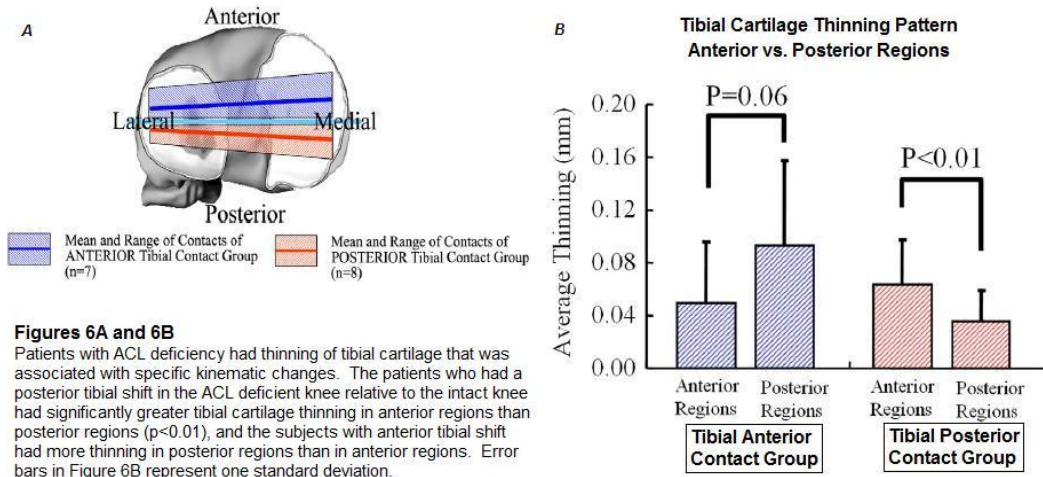 A
Anterior
Lateral
Medial
Posterior
Mean and Range of Contacts of
ANTERIOR Tibial Contact Group
(n=7)
Mean and Range of Contacts of
POSTERIOR Tibial Contact Group
(n=8)
Figures 6A and 6B
Patients with ACL deficiency had thinning of tibial cartilage that was
associated with specific kinematic changes. The patients who had a
posterior tibial shift in the ACL deficient knee relative to the intact knee
had significantly greater tibial cartilage thinning in anterior regions than
posterior regions (p<0.01), and the subjects with anterior tibial shift
had more thinning in posterior regions than in anterior regions. Error
bars in Figure 6B represent one standard deviation.
B
Tibial Cartilage Thinning Pattern
Anterior vs. Posterior Regions
Average Thinning (mm)
0.20
0.16
0.12
0.08
0.04
0.00
P=0.06
P<0.01
Anterior Regions
Posterior Regions
Anterior Regions
Posterior Regions
Tibial Anterior
Contact Group
Tibial Posterior
Contact Group